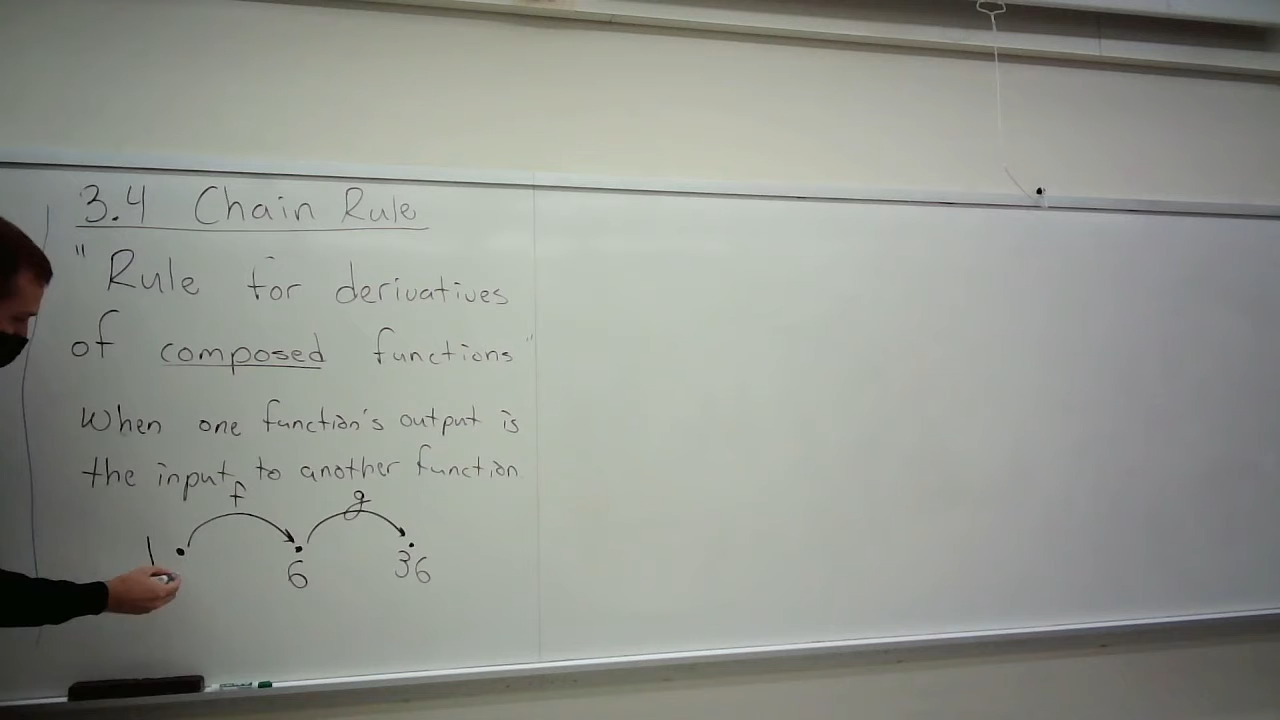 3.4 Chain Rule
"Rule for derivatives
of composed functions"
When one function's output is
the input to another function
f g
1 6 36